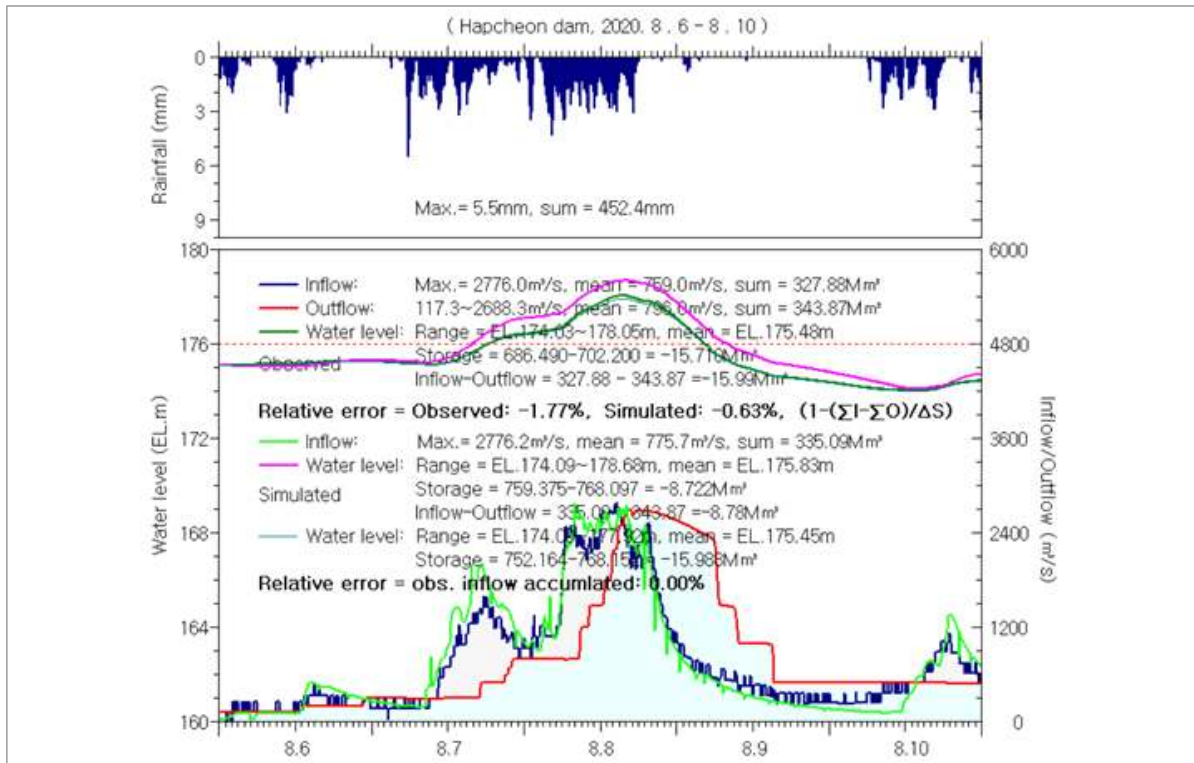 ( Hapcheon dam, 2020. 8 . 6 - 8 . 10 )
0
3
6
9
Rainfall (mm)
Max.= 5.5mm, sum = 452.4mm
180
176
172
168
164
160
Water level (EL.m)
6000
4800
3600
2400
1200
0
Inflow/Outflow (m³/s)
Inflow: Max.= 2776.0m³/s, mean = 759.0m³/s, sum = 327.88Mm³
Outflow: 117.3~2688.3m³/s, mean = 796.0m³/s, sum = 343.87Mm³
Water level: Range = EL.174.03~178.05m, mean = EL.175.48m
Storage = 686.490-702.200 = -15.710Mm³
Observed
Inflow-Outflow = 327.88 - 343.87 =-15.99Mm³
Relative error = Observed: -1.77%, Simulated: -0.63%, (1-(∑I-∑O)/ΔS)
Inflow: Max.= 2776.2m³/s, mean = 775.7m³/s, sum = 335.09Mm³
Water level: Range = EL.174.09~178.68m, mean = EL.175.83m
Storage = 759.375-768.097 = -8.722Mm³
Simulated
Inflow-Outflow = 335.09 - 343.87 =-8.78Mm³
Water level: Range = mean = EL.175.45m
Storage = = -15.988Mm³
Relative error = obs. inflow accumlated: 0.00%
8.6 8.7 8.8 8.9 8.10